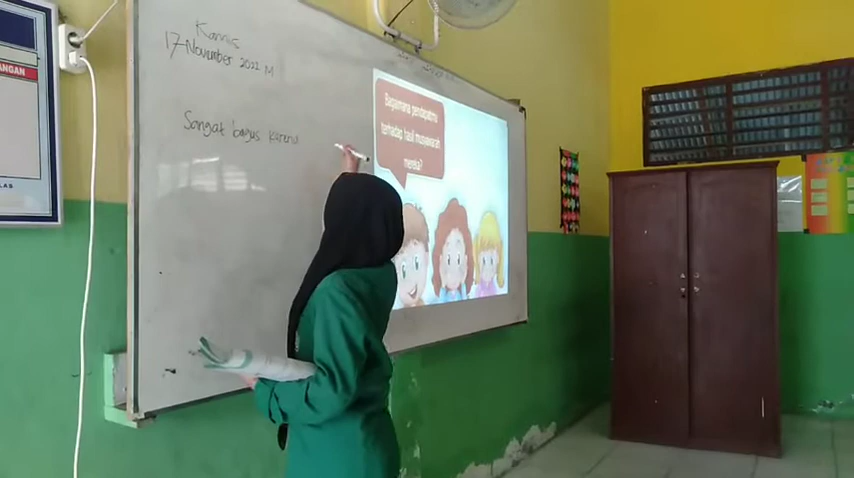 Kamis
17 November 2022 M
Sangat bagus karena
Bagaimana pendapatmu
terhadap hasil musyawarah
mereka?